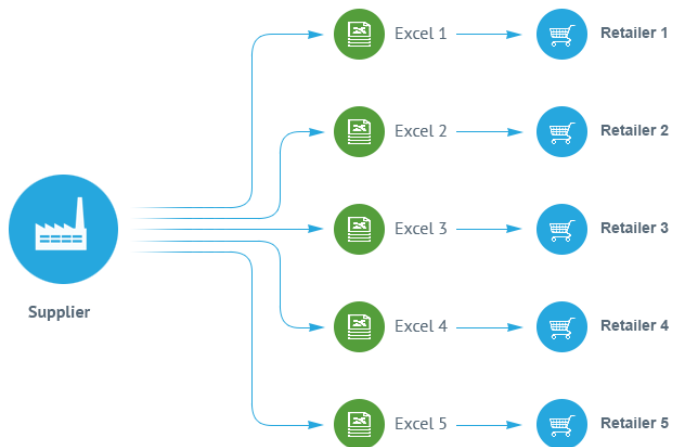 Excel 1
Retailer 1
Excel 2
Retailer 2
Supplier
Excel 3
Retailer 3
Excel 4
Retailer 4
Excel 5
Retailer 5